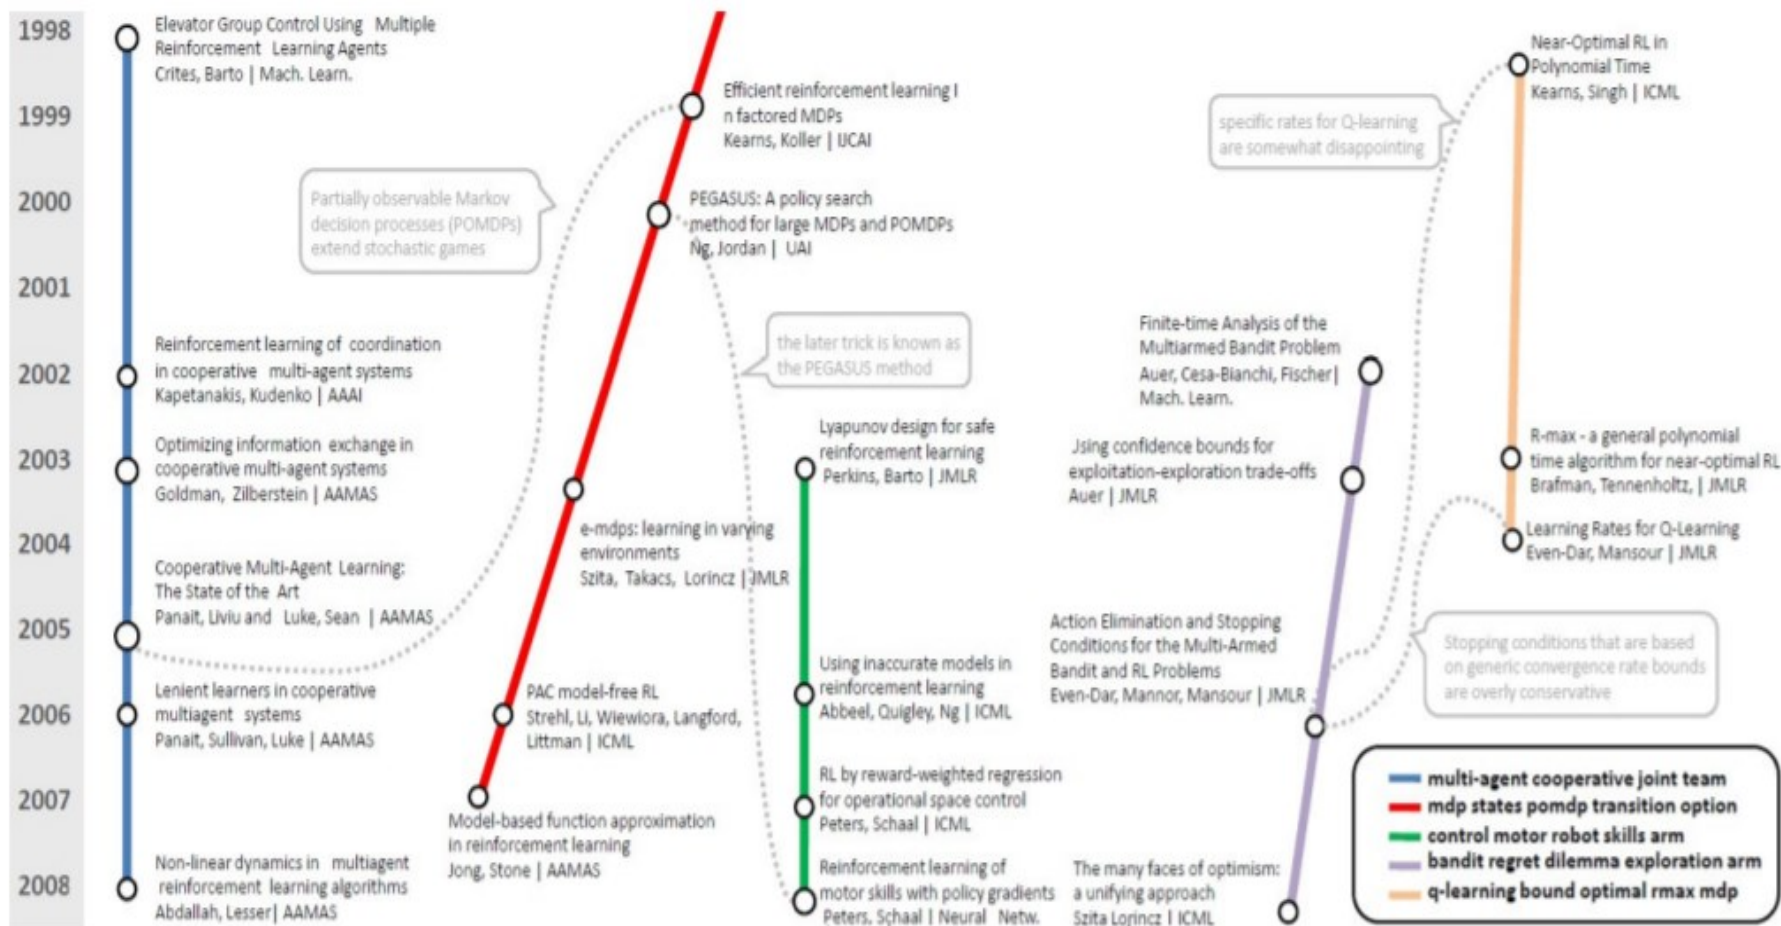 1998
1999
2000
2001
2002
2003
2004
2005
2006
2007
2008
Elevator Group Control Using Multiple
Reinforcement Learning Agents
Crites, Barto | Mach. Learn.
Reinforcement learning of coordination
in cooperative multi-agent systems
Kapetanakis, Kudenko | AAAI
Optimizing information exchange in
cooperative multi-agent systems
Goldman, Zilberstein | AAMAS
Cooperative Multi-Agent Learning:
The State of the Art
Panait, Liviu and Luke, Sean | AAMAS
Lenient learners in cooperative
multiagent systems
Panait, Sullivan, Luke | AAMAS
Non-linear dynamics in multiagent
reinforcement learning algorithms
Abdallah, Lesser| AAMAS
Partially observable Markov
decision processes (POMDPs)
extend stochastic games
Efficient reinforcement learning I
n factored MDPs
Kearns, Koller | IJCAI
PEGASUS: A policy search
method for large MDPs and POMDPs
Ng, Jordan | UAI
the later trick is known as
the PEGASUS method
e-mdps: learning in varying
environments
Szita, Takacs, Lorincz | JMLR
PAC model-free RL
Strehl, Li, Wiewiora, Langford,
Littman | ICML
Model-based function approximation
in reinforcement learning
Jong, Stone | AAMAS
Lyapunov design for safe
reinforcement learning
Perkins, Barto | JMLR
Using inaccurate models in
reinforcement learning
Abbeel, Quigley, Ng | ICML
RL by reward-weighted regression
for operational space control
Peters, Schaal | ICML
Reinforcement learning of
motor skills with policy gradients
Peters, Schaal | Neural Netw.
specific rates for Q-learning
are somewhat disappointing
Finite-time Analysis of the
Multiarmed Bandit Problem
Auer, Cesa-Bianchi, Fischer|
Mach. Learn.
Jsing confidence bounds for
exploitation-exploration trade-offs
Auer | JMLR
Action Elimination and Stopping
Conditions for the Multi-Armed
Bandit and RL Problems
Even-Dar, Mannor, Mansour | JMLR
The many faces of optimism:
a unifying approach
Szita Lorincz | ICML
Near-Optimal RL in
Polynomial Time
Kearns, Singh | ICML
R-max - a general polynomial
time algorithm for near-optimal RL
Brafman, Tennenholtz, | JMLR
Learning Rates for Q-Learning
Even-Dar, Mansour | JMLR
Stopping conditions that are based
on generic convergence rate bounds
are overly conservative
multi-agent cooperative joint team
mdp states pomdp transition option
control motor robot skills arm
bandit regret dilemma exploration arm
q-learning bound optimal rmax mdp